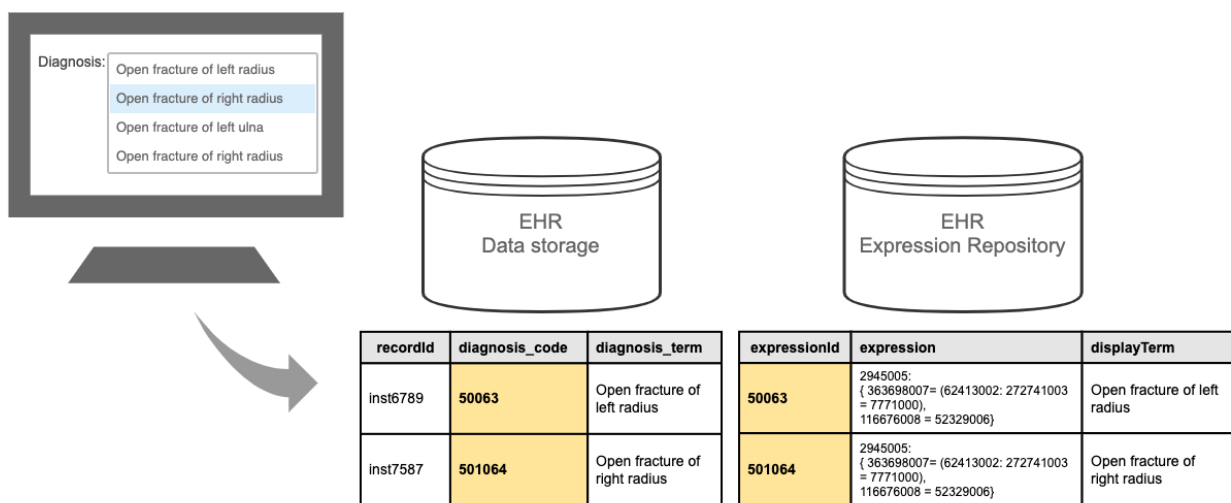 Diagnosis:
Open fracture of left radius
Open fracture of right radius
Open fracture of left ulna
Open fracture of right radius
EHR
Data storage
EHR
Expression Repository
recordId diagnosis_code diagnosis_term
inst6789 50063 Open fracture of
left radius
inst7587 501064 Open fracture of
right radius
expressionId expression displayTerm
50063
2945005:
{ 363698007= (62413002: 272741003
= 7771000),
116676008 = 52329006}
Open fracture of left
radius
501064
2945005:
{ 363698007= (62413002: 272741003
= 7771000),
116676008 = 52329006}
Open fracture of
right radius